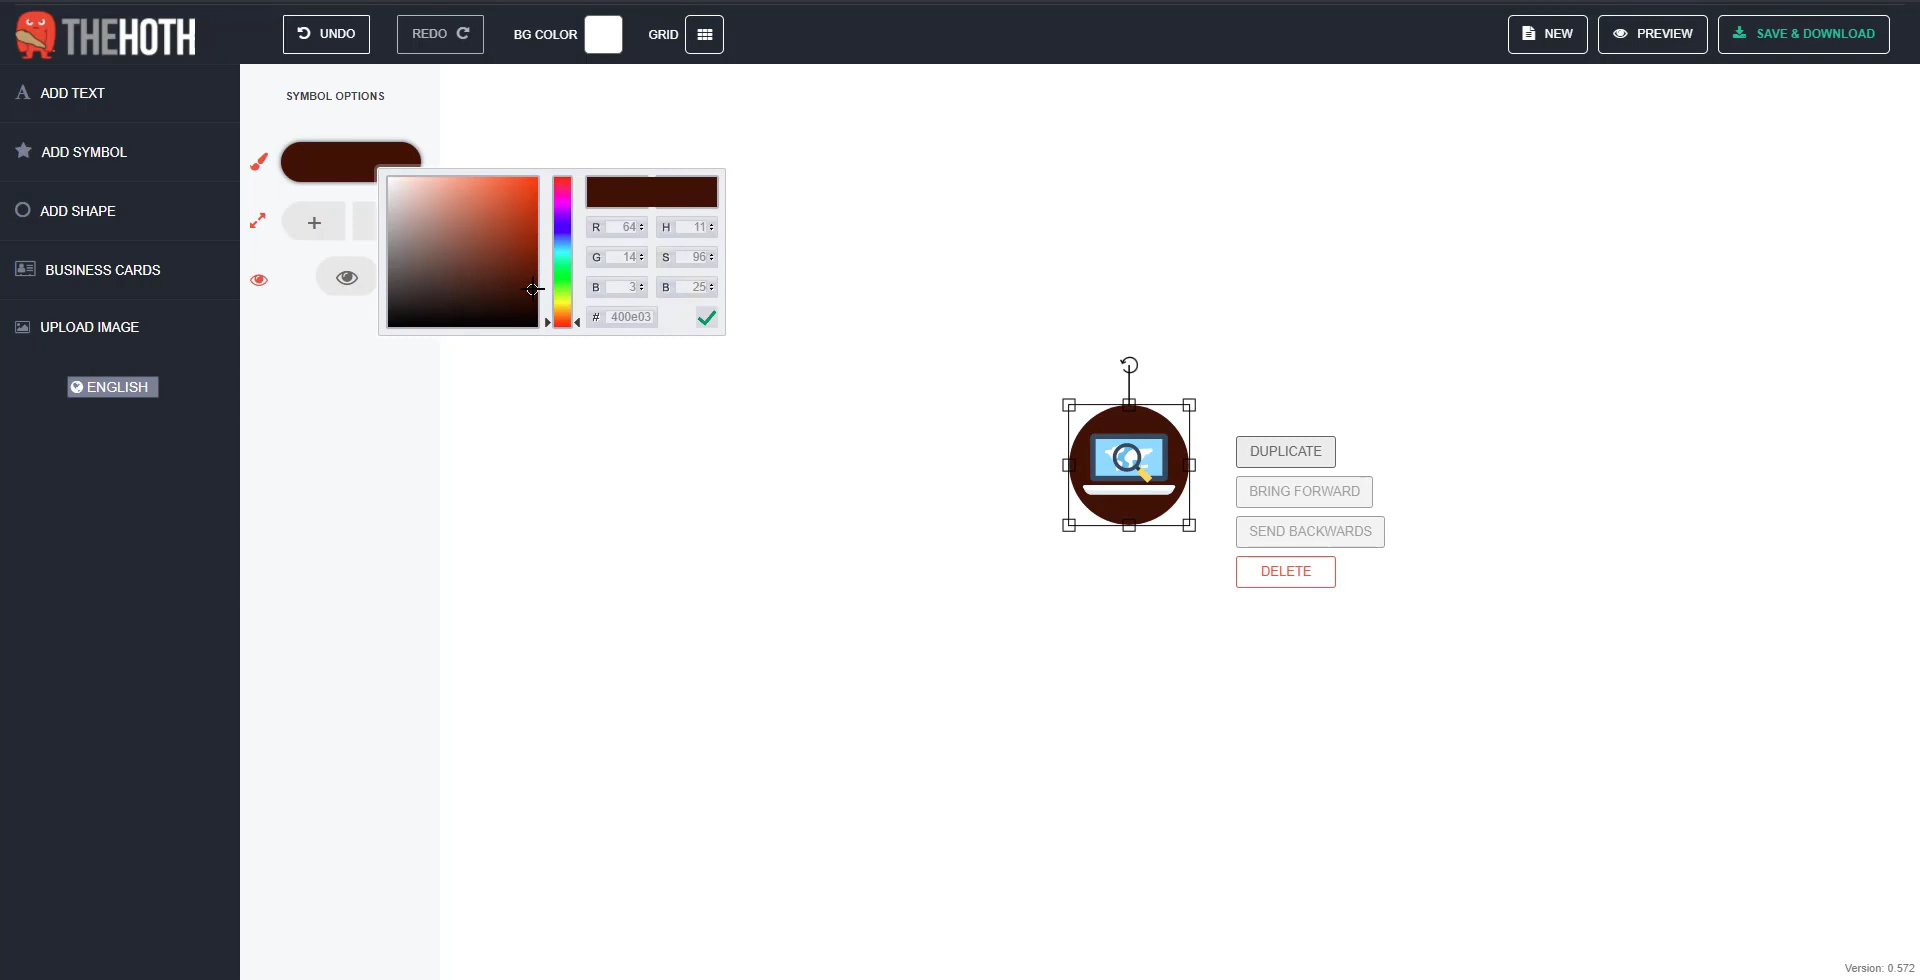 THEHOTH
UNDO
REDO
BG COLOR
GRID
NEW
PREVIEW
SAVE & DOWNLOAD
ADD TEXT
ADD SYMBOL
ADD SHAPE
BUSINESS CARDS
UPLOAD IMAGE
ENGLISH
SYMBOL OPTIONS
R 64 H 11
G 14 S 96
B 3 B 25
# 400e03
DUPLICATE
BRING FORWARD
SEND BACKWARDS
DELETE
Version: 0.572